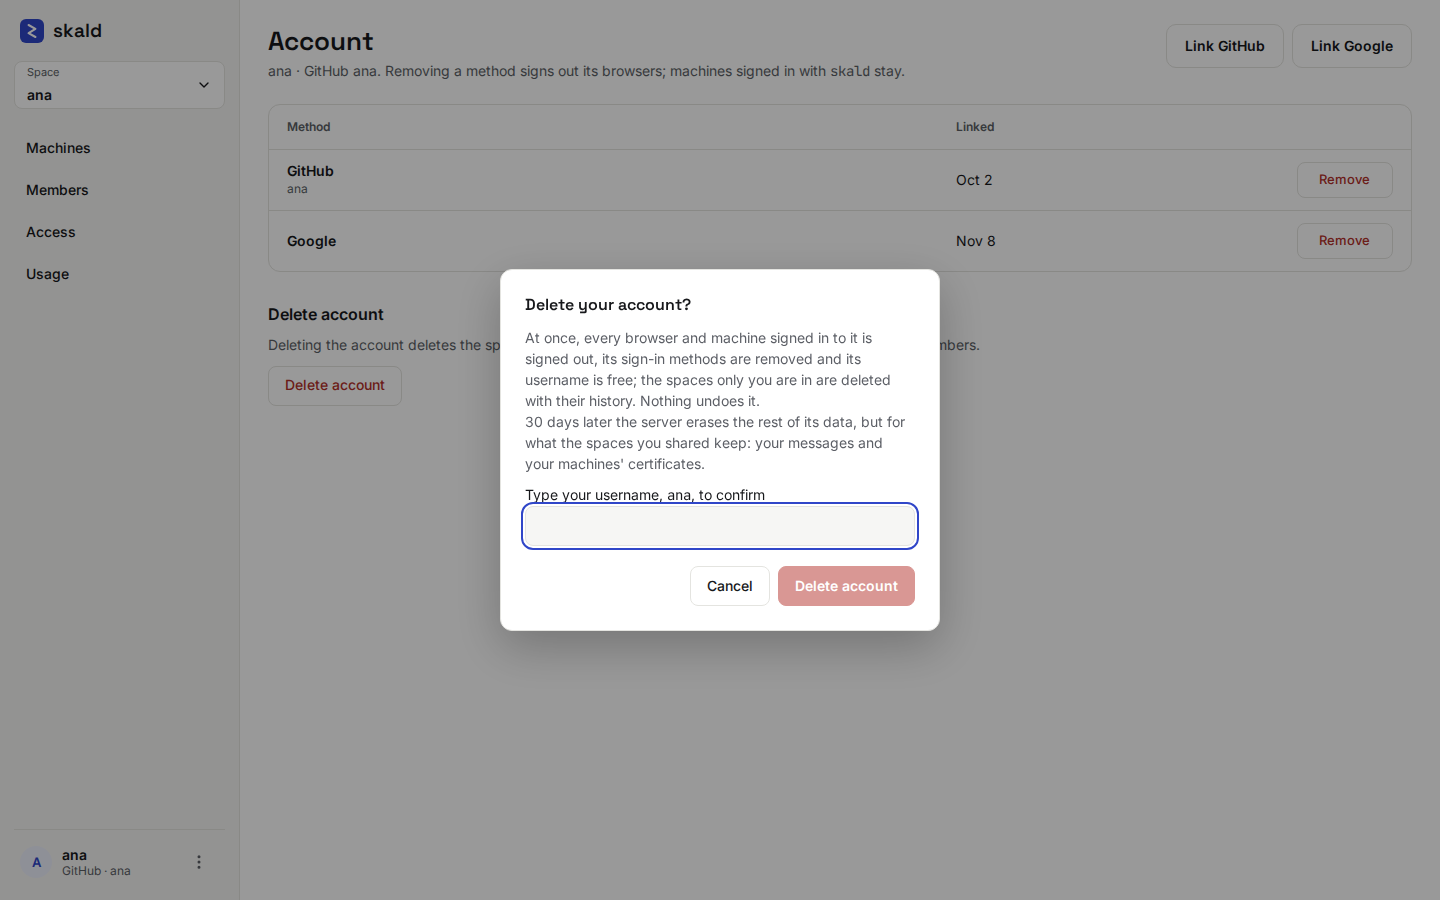 skald
Space
ana
Machines
Members
Access
Usage
ana
GitHub · ana
A
Account
ana · GitHub ana. Removing a method signs out its browsers; machines signed in with skald stay.
Link GitHub
Link Google
Method
Linked
GitHub
ana
Oct 2
Remove
Google
Nov 8
Remove
Delete account
Deleting the account deletes the
Delete account
Delete your account?
At once, every browser and machine signed in to it is
signed out, its sign-in methods are removed and its
username is free; the spaces only you are in are deleted
with their history. Nothing undoes it.
30 days later the server erases the rest of its data, but for
what the spaces you shared keep: your messages and
your machines' certificates.
Type your username, ana, to confirm
Cancel
Delete account